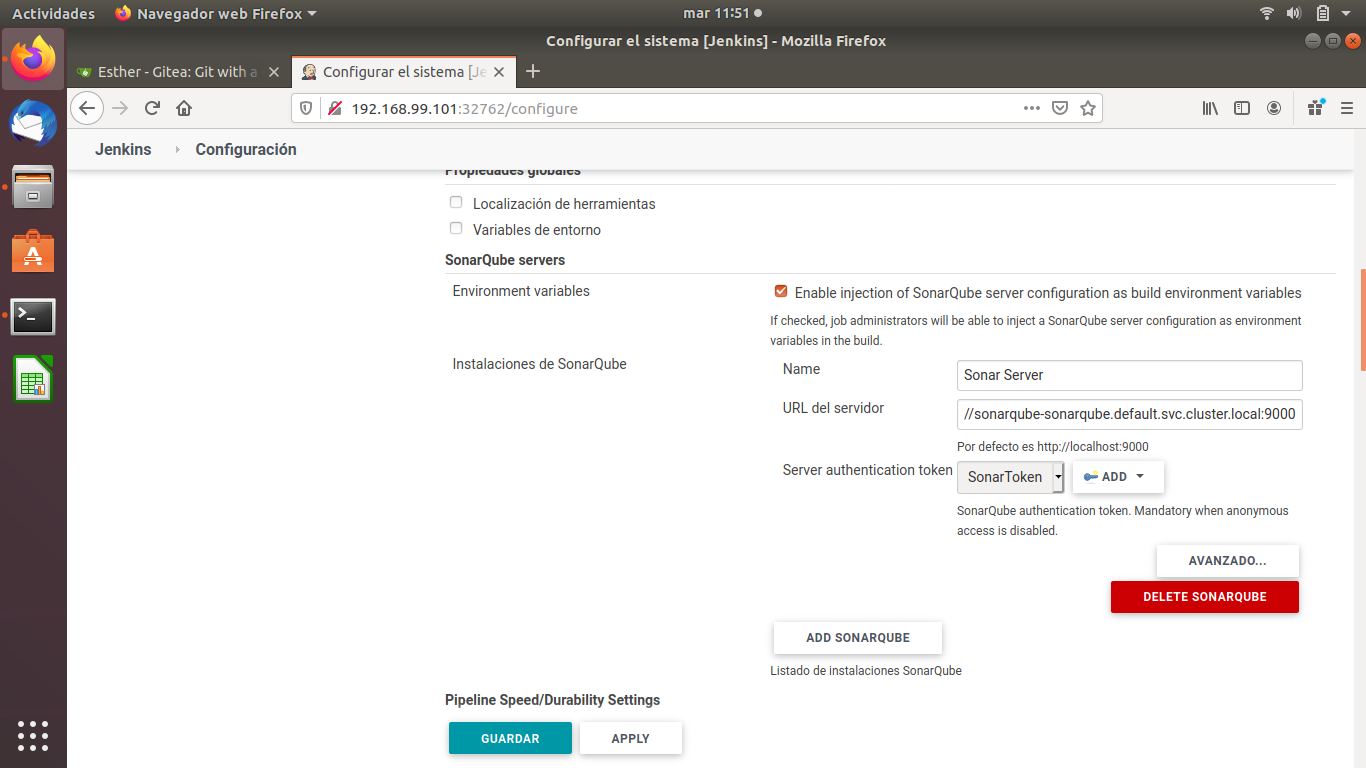 Actividades Navegador web Firefox mar 11:51
Configurar el sistema [Jenkins] - Mozilla Firefox
Esther - Gitea: Git with a Configurar el sistema [Je
192.168.99.101:32762/configure
Jenkins Configuración
Propiedades globales
Localización de herramientas
Variables de entorno
SonarQube servers
Environment variables
Enable injection of SonarQube server configuration as build environment variables
If checked, job administrators will be able to inject a SonarQube server configuration as environment
variables in the build.
Instalaciones de SonarQube
Name
Sonar Server
URL del servidor
//sonarqube-sonarqube.default.svc.cluster.local:9000
Por defecto es http://localhost:9000
Server authentication token
SonarToken
ADD
SonarQube authentication token. Mandatory when anonymous
access is disabled.
AVANZADO...
DELETE SONARQUBE
ADD SONARQUBE
Listado de instalaciones SonarQube
Pipeline Speed/Durability Settings
GUARDAR APPLY